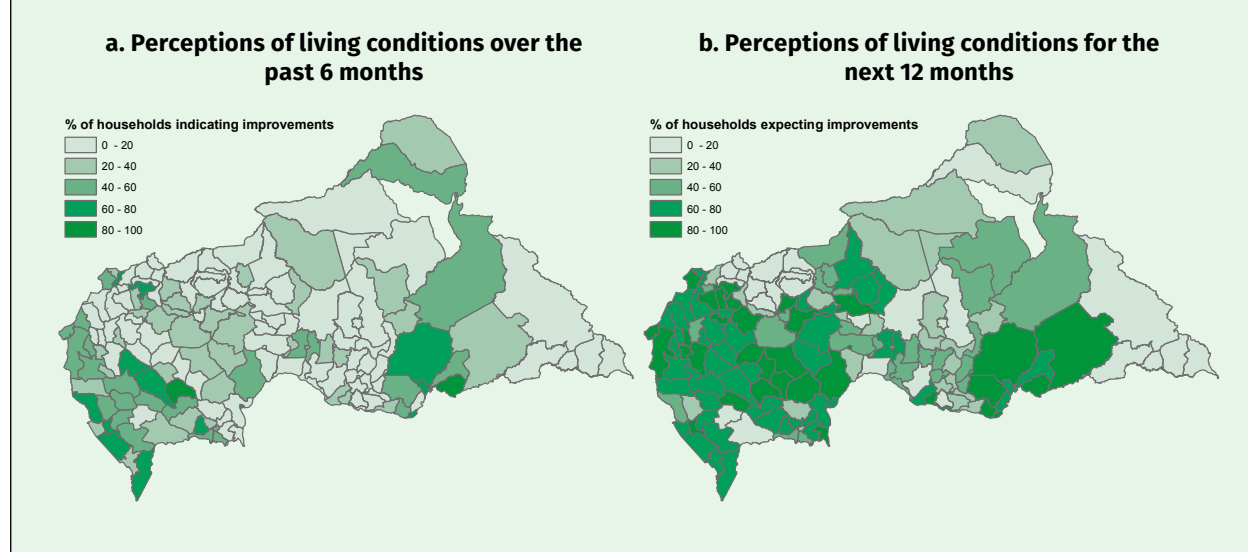 a. Perceptions of living conditions over the
past 6 months
% of households indicating improvements
0 - 20
20 - 40
40 - 60
60 - 80
80 - 100
b. Perceptions of living conditions for the
next 12 months
% of households expecting improvements
0 - 20
20 - 40
40 - 60
60 - 80
80 - 100